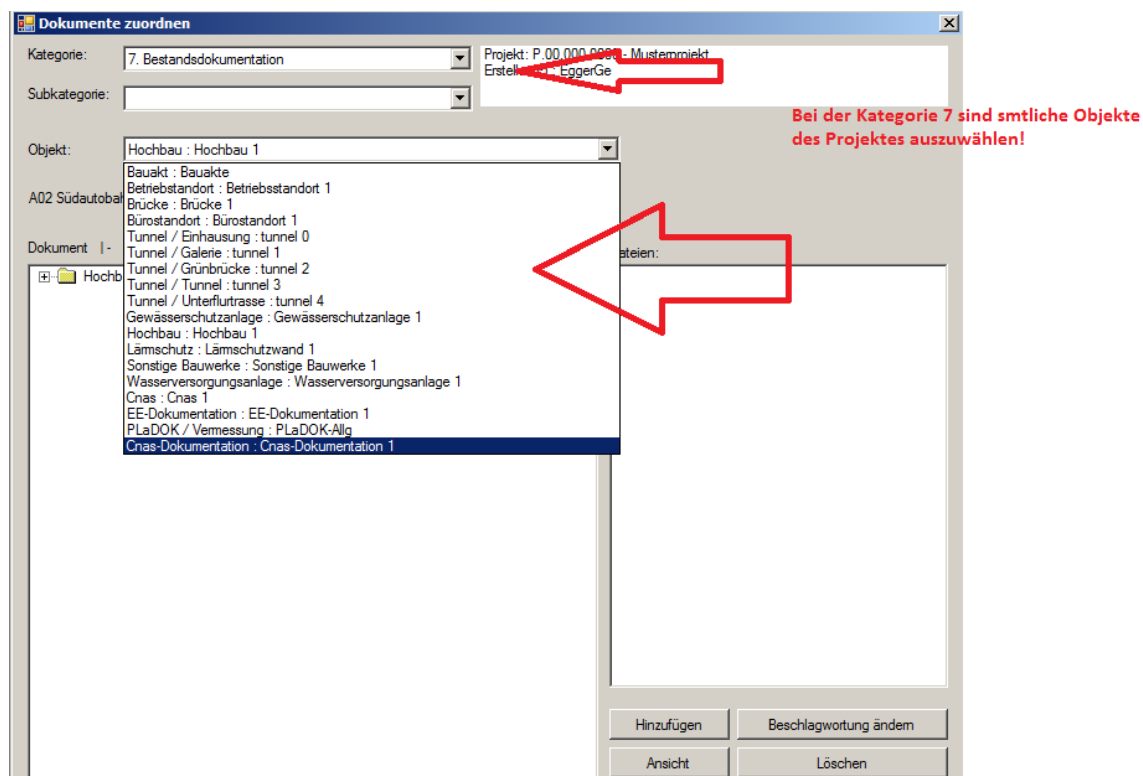 Dokumente zuordnen
Kategorie: 7. Bestandsdokumentation
Projekt: P.00.000.0000 - Musterprojekt
EggerGe
Subkategorie:
Bei der Kategorie 7 sind smtliche Objekte
des Projektes auszuwählen!
Objekt: Hochbau : Hochbau 1
Bauakt : Bauakte
Betriebstandort : Betriebsstandort 1
A02 Südautobah
Brücke : Brücke 1
Bürostandort : Bürostandort 1
Tunnel / Einhausung : tunnel 0
Dokument |-
Tunnel / Galerie : tunnel 1
ateien:
Tunnel / Grünbrücke : tunnel 2
Hochb
Tunnel / Tunnel : tunnel 3
Tunnel / Unterflurtrasse : tunnel 4
Gewässerschutzanlage : Gewässerschutzanlage 1
Hochbau : Hochbau 1
Lärmschutz : Lärmschutzwand 1
Sonstige Bauwerke : Sonstige Bauwerke 1
Wasserversorgungsanlage : Wasserversorgungsanlage 1
Cnas : Cnas 1
EE-Dokumentation : EE-Dokumentation 1
PLaDOK / Vermessung : PLaDOK-Allg
Cnas-Dokumentation : Cnas-Dokumentation 1
Hinzufügen
Beschlagwortung ändern
Ansicht
Löschen